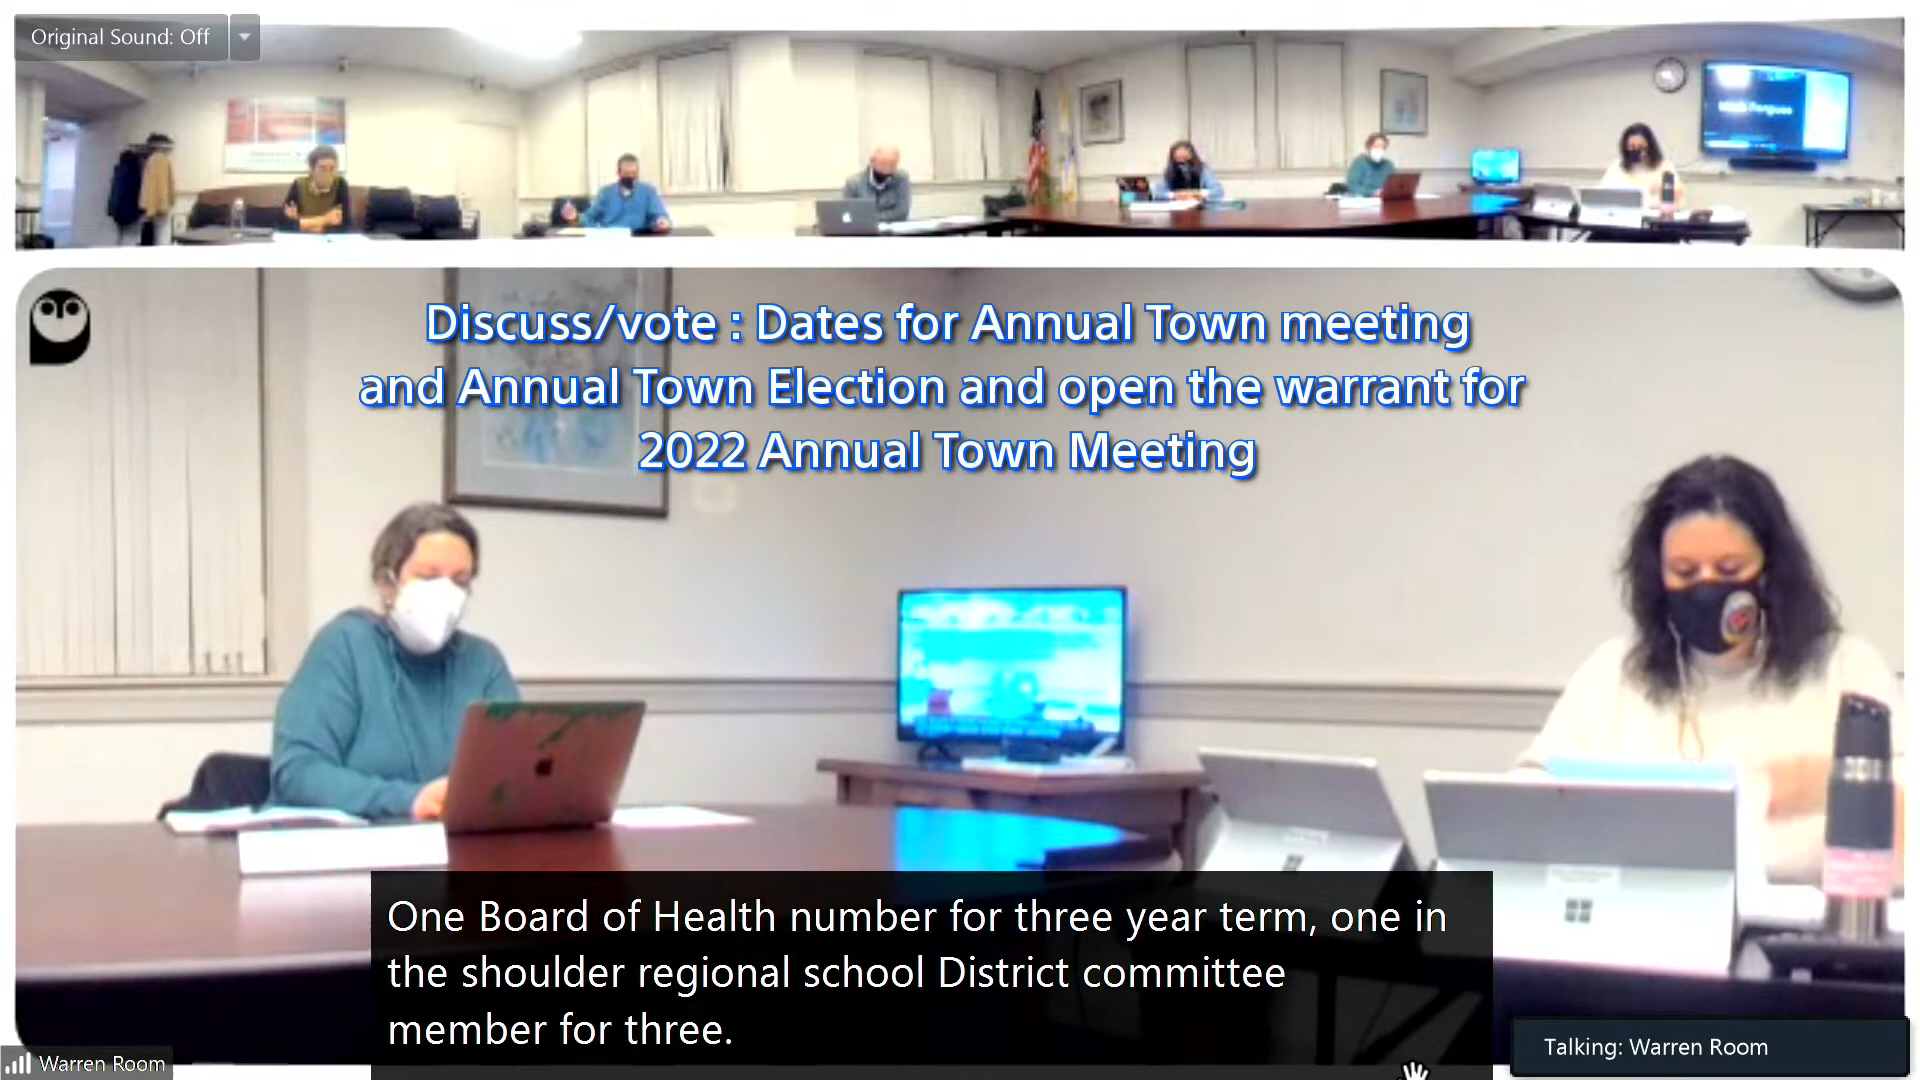 Original Sound: Off
Discuss/vote : Dates for Annual Town meeting
and Annual Town Election and open the warrant for
2022 Annual Town Meeting
One Board of Health number for three year term, one in
the shoulder regional school District committee
member for three.
Talking: Warren Room
Warren Room